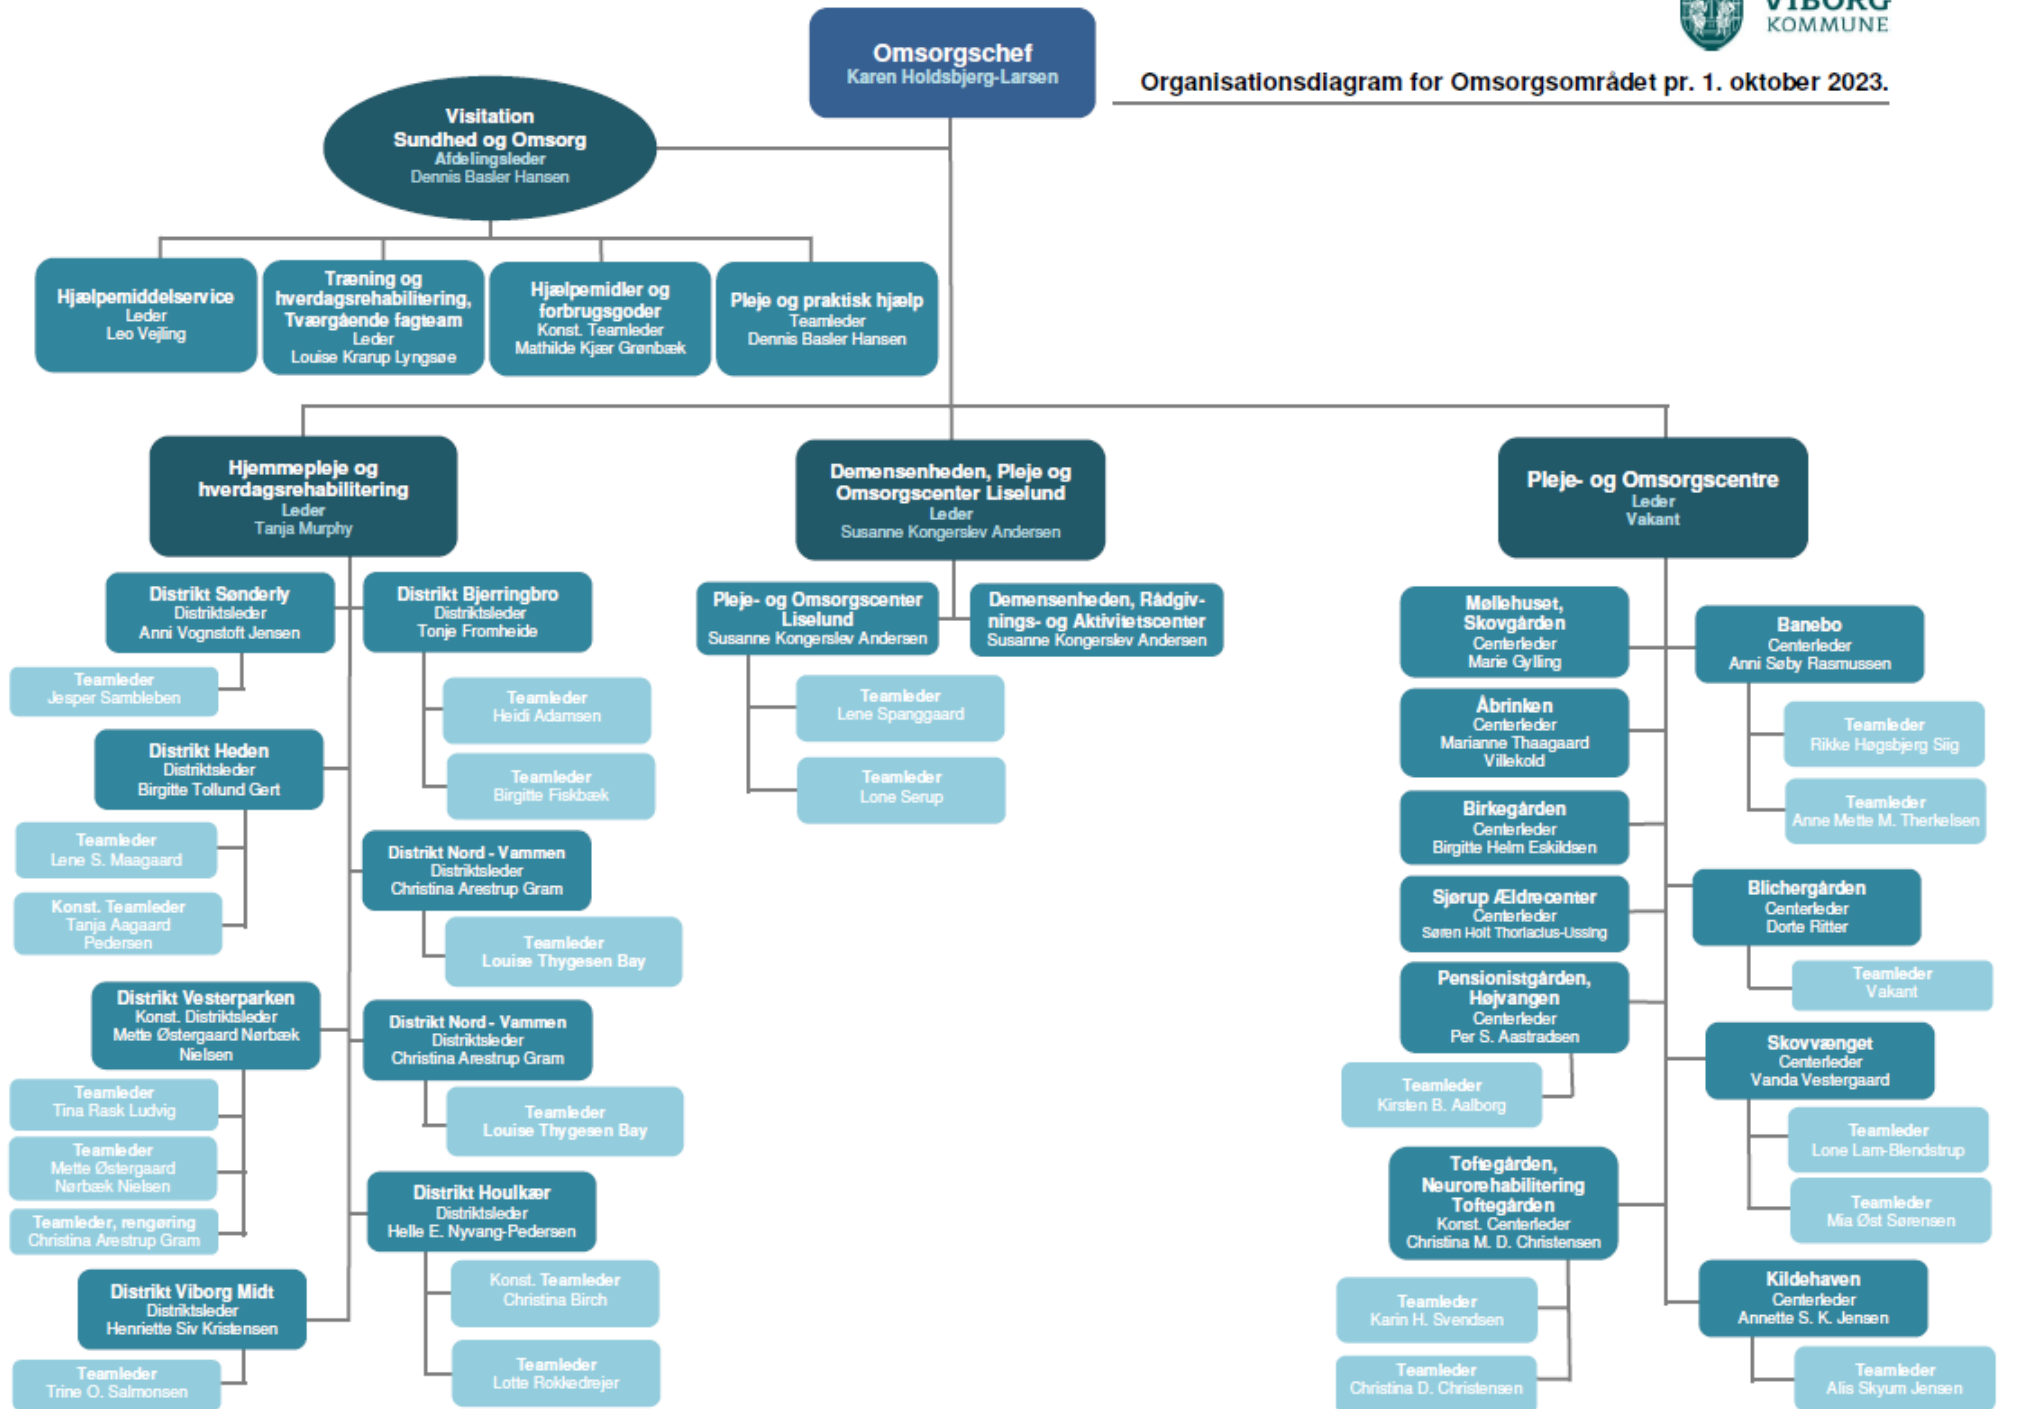 VIBORG
KOMMUNE
Organisationsdiagram for Omsorgsområdet pr. 1. oktober 2023.
Omsorgschef
Karen Holdsbjerg-Larsen
Visitation
Sundhed og Omsorg
Afdelingsleder
Dennis Basler Hansen
Hjælpemiddelservice
Leder
Leo Vejling
Træning og
hverdagsrehabilitering,
Tværgående fagteam
Leder
Louise Krarup Lyngsøe
Hjælpemidler og
forbrugsgoder
Konst. Teamleder
Mathilde Kjær Grønbæk
Pleje og praktisk hjælp
Teamleder
Dennis Basler Hansen
Hjemmepleje og
hverdagsrehabilitering
Leder
Tanja Murphy
Distrikt Sønderly
Distriktsleder
Anni Vognstoft Jensen
Teamleder
Jesper Sambleben
Distrikt Heden
Distriktsleder
Birgitte Tollund Gert
Teamleder
Lene S. Maagaard
Konst. Teamleder
Tanja Aagaard
Pedersen
Distrikt Vesterparken
Konst. Distriktsleder
Mette Østergaard Nørbæk
Nielsen
Teamleder
Tina Rask Ludvig
Teamleder
Mette Østergaard
Nørbæk Nielsen
Teamleder, rengøring
Christina Arestrup Gram
Distrikt Viborg Midt
Distriktsleder
Henriette Siv Kristensen
Teamleder
Trine O. Salmonsen
Distrikt Bjerringbro
Distriktsleder
Tonje Fromheide
Teamleder
Heidi Adamsen
Teamleder
Birgitte Fiskbæk
Distrikt Nord - Vammen
Distriktsleder
Christina Arestrup Gram
Teamleder
Louise Thygesen Bay
Distrikt Nord - Vammen
Distriktsleder
Christina Arestrup Gram
Teamleder
Louise Thygesen Bay
Distrikt Houlkær
Distriktsleder
Helle E. Nyvang-Pedersen
Konst. Teamleder
Christina Birch
Teamleder
Lotte Rokkedrejer
Demensenheden, Pleje og
Omsorgscenter Liselund
Leder
Susanne Kongerslev Andersen
Pleje- og Omsorgscenter
Liselund
Susanne Kongerslev Andersen
Teamleder
Lene Spanggaard
Teamleder
Lone Serup
Demensenheden, Rådgiv-
nings- og Aktivitetscenter
Susanne Kongerslev Andersen
Pleje- og Omsorgscentre
Leder
Vakant
Møllehuset,
Skovgården
Centerleder
Marie Gylling
Åbrinken
Centerleder
Marianne Thaagaard
Villekold
Birkegården
Centerleder
Birgitte Helm Eskildsen
Sjørup Ældrecenter
Centerleder
Søren Holt Thorlacius-Ussing
Pensionistgården,
Højvangen
Centerleder
Per S. Aastradsen
Teamleder
Kirsten B. Aalborg
Toftegården,
Neurorehabilitering
Toftegården
Konst. Centerleder
Christina M. D. Christensen
Teamleder
Karin H. Svendsen
Teamleder
Christina D. Christensen
Banebo
Centerleder
Anni Søby Rasmussen
Teamleder
Rikke Høgsbjerg Siig
Teamleder
Anne Mette M. Therkelsen
Blichergården
Centerleder
Dorte Ritter
Teamleder
Vakant
Skovvænget
Centerleder
Vanda Vestergaard
Teamleder
Lone Lam-Blendstrup
Teamleder
Mia Øst Sørensen
Kildehaven
Centerleder
Annette S. K. Jensen
Teamleder
Alis Skyum Jensen